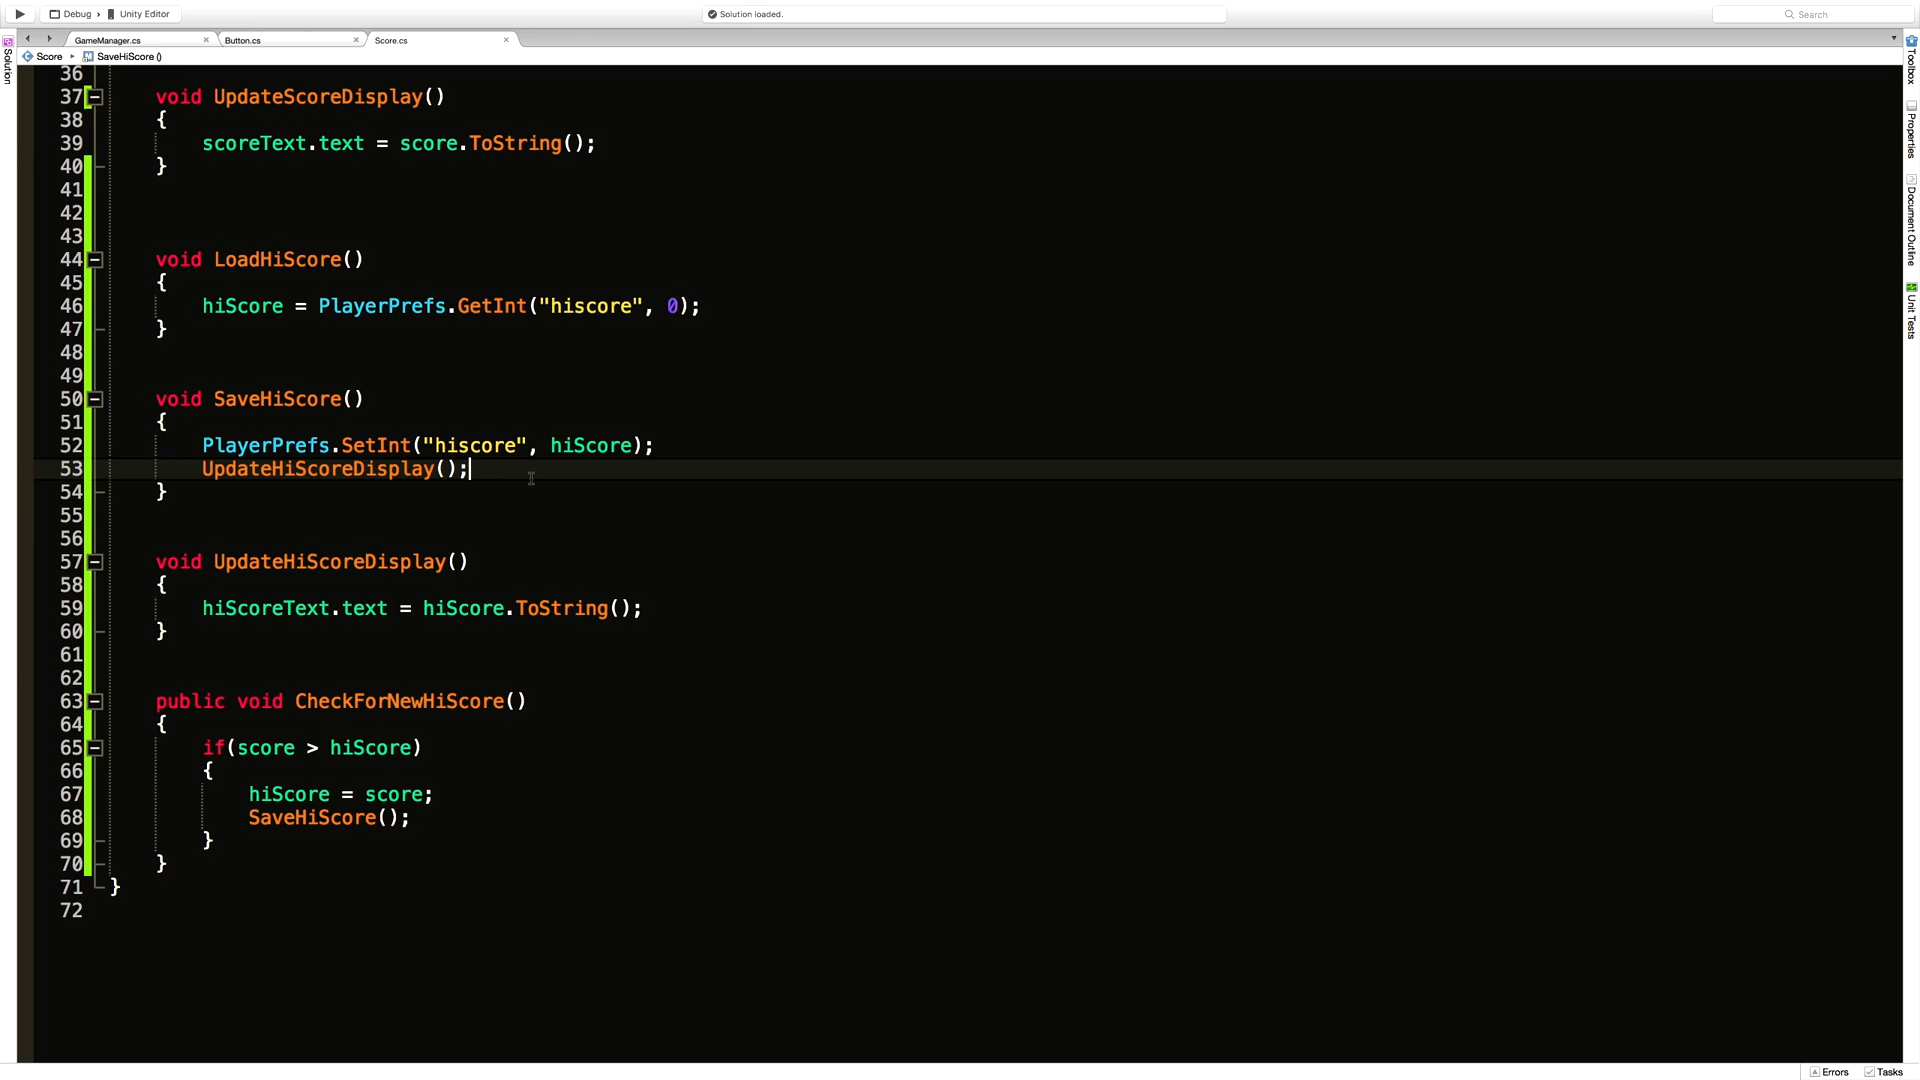 Debug › Unity Editor
Solution loaded.
Search
GameManager.cs
Button.cs
Score.cs
Score
SaveHiScore ()
Solution
36
37 void UpdateScoreDisplay()
38 {
39 scoreText.text = score.ToString();
40 }
41
42
43
44 void LoadHiScore()
45 {
46 hiScore = PlayerPrefs.GetInt("hiscore", 0);
47 }
48
49
50 void SaveHiScore()
51 {
52 PlayerPrefs.SetInt("hiscore", hiScore);
53 UpdateHiScoreDisplay();
54 }
55
56
57 void UpdateHiScoreDisplay()
58 {
59 hiScoreText.text = hiScore.ToString();
60 }
61
62
63 public void CheckForNewHiScore()
64 {
65 if(score > hiScore)
66 {
67 hiScore = score;
68 SaveHiScore();
69 }
70 }
71 }
72
Toolbox
Properties
Document Outline
Unit Tests
Errors
Tasks